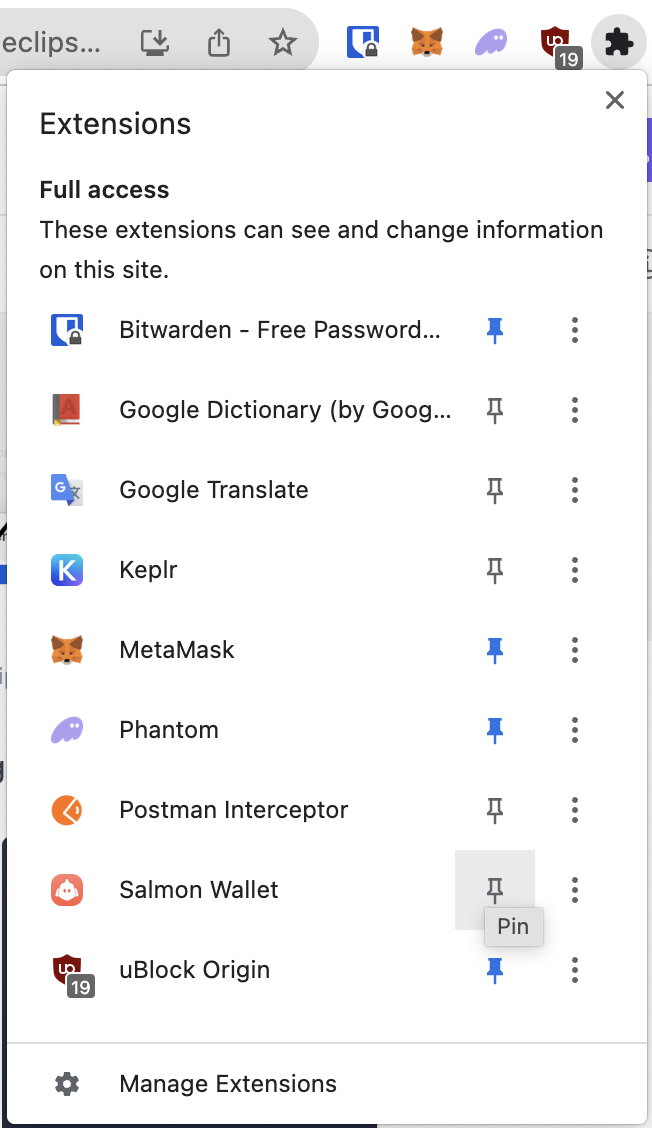 eclips...
19
Extensions
Full access
These extensions can see and change information
on this site.
Bitwarden - Free Password...
Google Dictionary (by Goog...
Google Translate
Keplr
MetaMask
Phantom
Postman Interceptor
Salmon Wallet
Pin
uBlock Origin
19
Manage Extensions